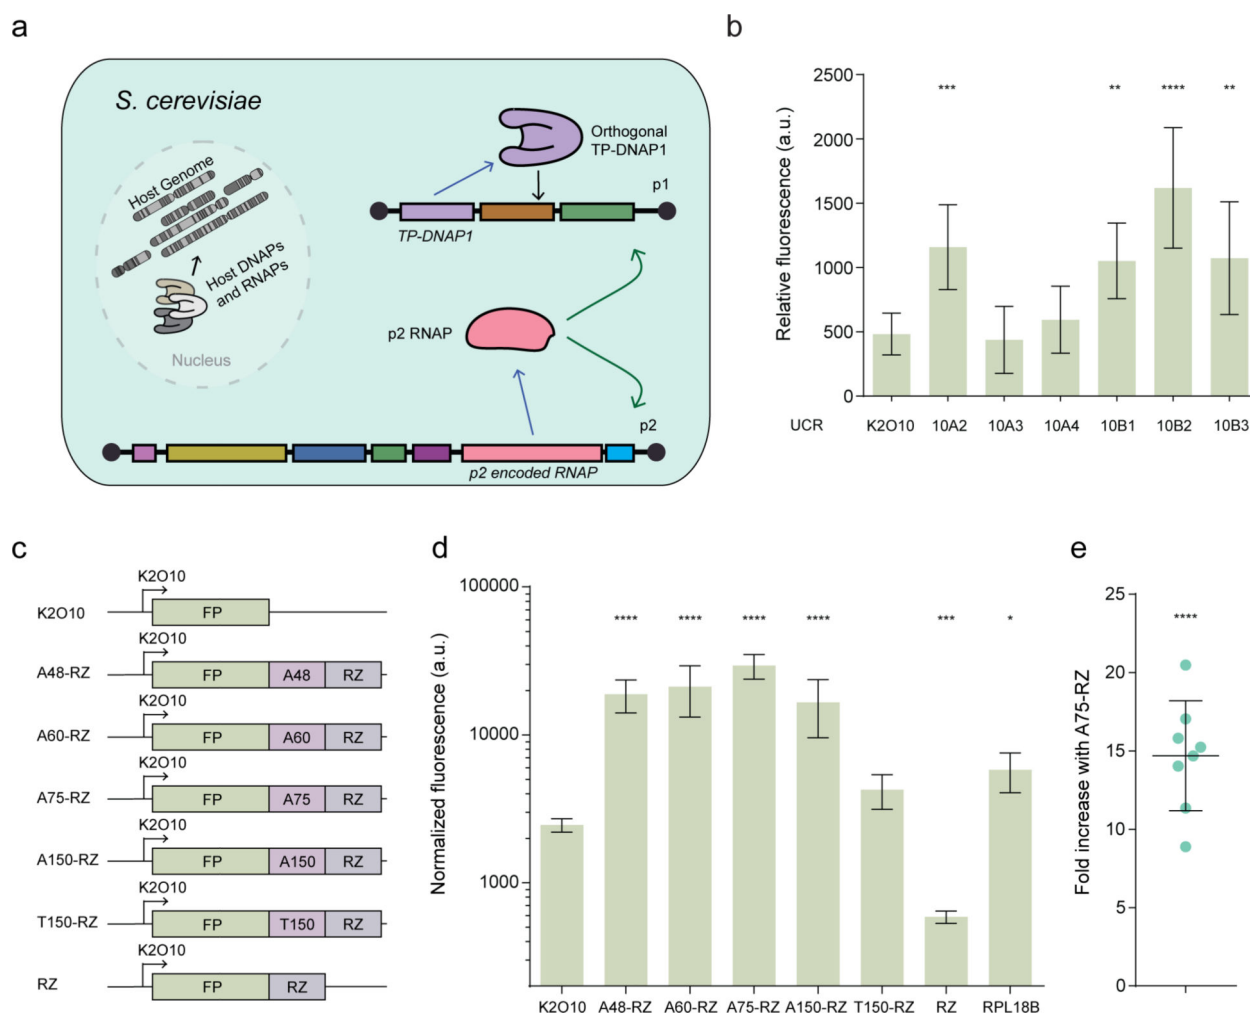 a
S. cerevisiae
Host Genome
Host DNAPs
and RNAPs
Nucleus
Orthogonal
TP-DNAP1
p1
TP-DNAP1
p2 RNAP
p2
p2 encoded RNAP
b
Relative fluorescence (a.u.)
2500
2000
1500
1000
500
0
*** ** **** **
UCR K2O10 10A2 10A3 10A4 10B1 10B2 10B3
c
K2O10
K2O10 FP
K2O10
A48-RZ FP A48 RZ
K2O10
A60-RZ FP A60 RZ
K2O10
A75-RZ FP A75 RZ
K2O10
A150-RZ FP A150 RZ
K2O10
T150-RZ FP T150 RZ
K2O10
RZ FP RZ
d
Normalized fluorescence (a.u.)
100000
10000
1000
**** **** **** **** *** *
K2O10 A48-RZ A60-RZ A75-RZ A150-RZ T150-RZ RZ RPL18B
e
Fold increase with A75-RZ
25
20
15
10
5
0
****